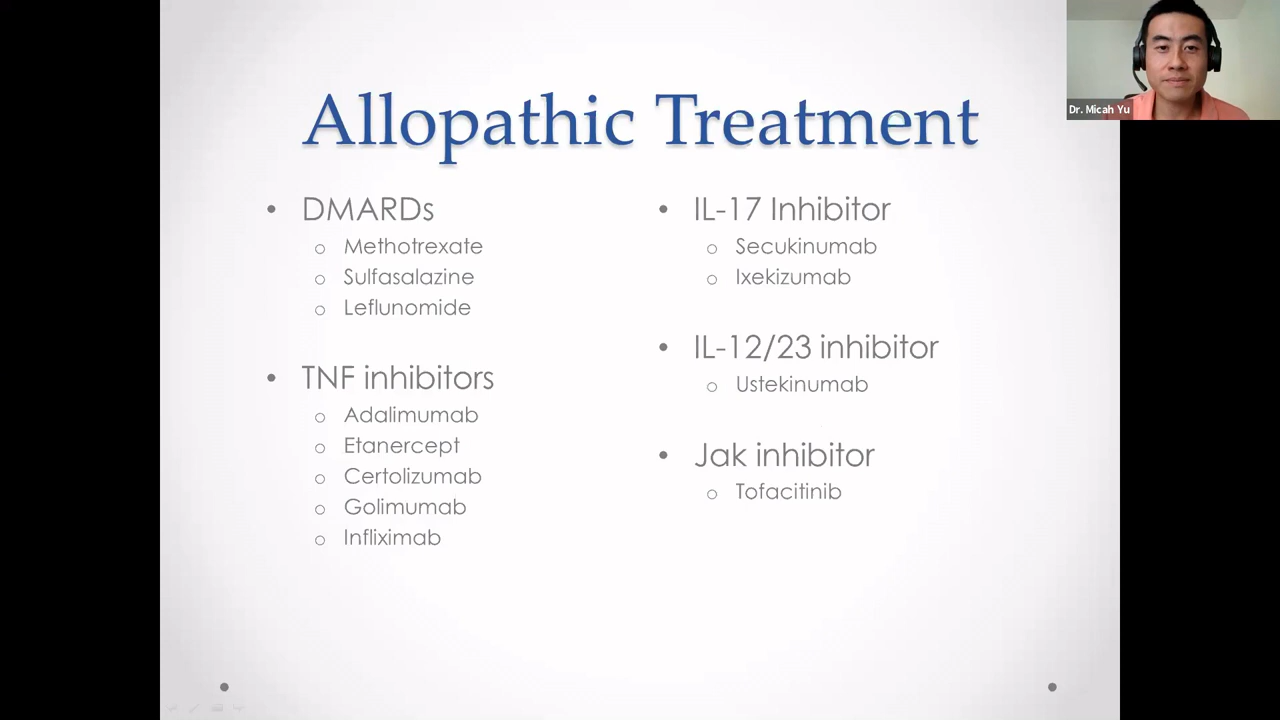 Allopathic Treatment
• DMARDs
o Methotrexate
o Sulfasalazine
o Leflunomide
• TNF inhibitors
o Adalimumab
o Etanercept
o Certolizumab
o Golimumab
o Infliximab
• IL-17 Inhibitor
o Secukinumab
o Ixekizumab
• IL-12/23 inhibitor
o Ustekinumab
• Jak inhibitor
o Tofacitinib
Dr. Micah Yu